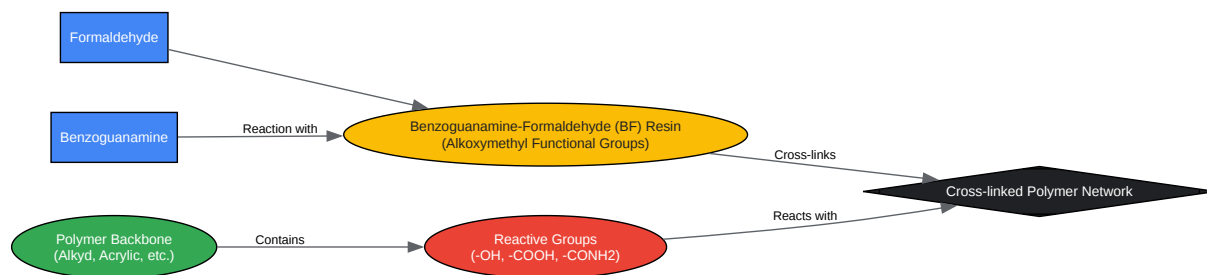 Formaldehyde
Benzoguanamine
Reaction with
Benzoguanamine-Formaldehyde (BF) Resin
(Alkoxymethyl Functional Groups)
Cross-links
Cross-linked Polymer Network
Reacts with
Polymer Backbone
(Alkyd, Acrylic, etc.)
Contains
Reactive Groups
(-OH, -COOH, -CONH2)